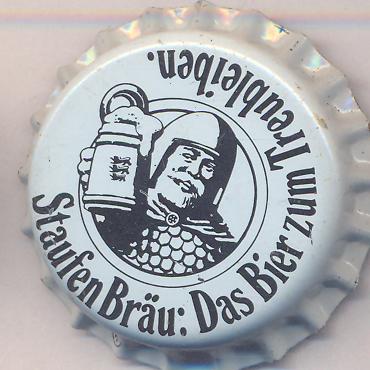 Staufen Bräu: Das Bier zum Treubleiben.